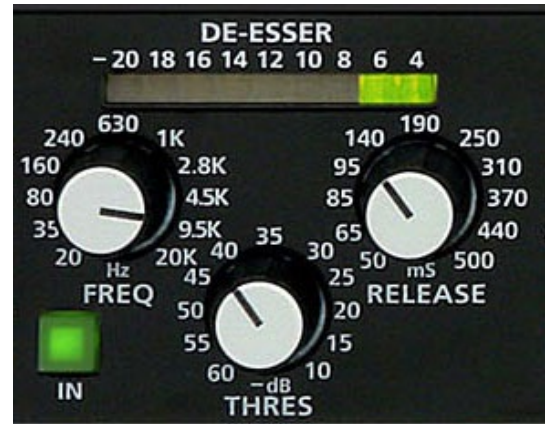 DE-ESSER
−20 18 16 14 12 10 8 6 4
630
240 1K
160 2.8K
80 4.5K
35 9.5K
20 20K
Hz
FREQ
190
140 250
95 310
85 370
65 440
50 500
mS
RELEASE
35
40 30
45 25
50 20
55 15
60 10
−dB
THRES
IN